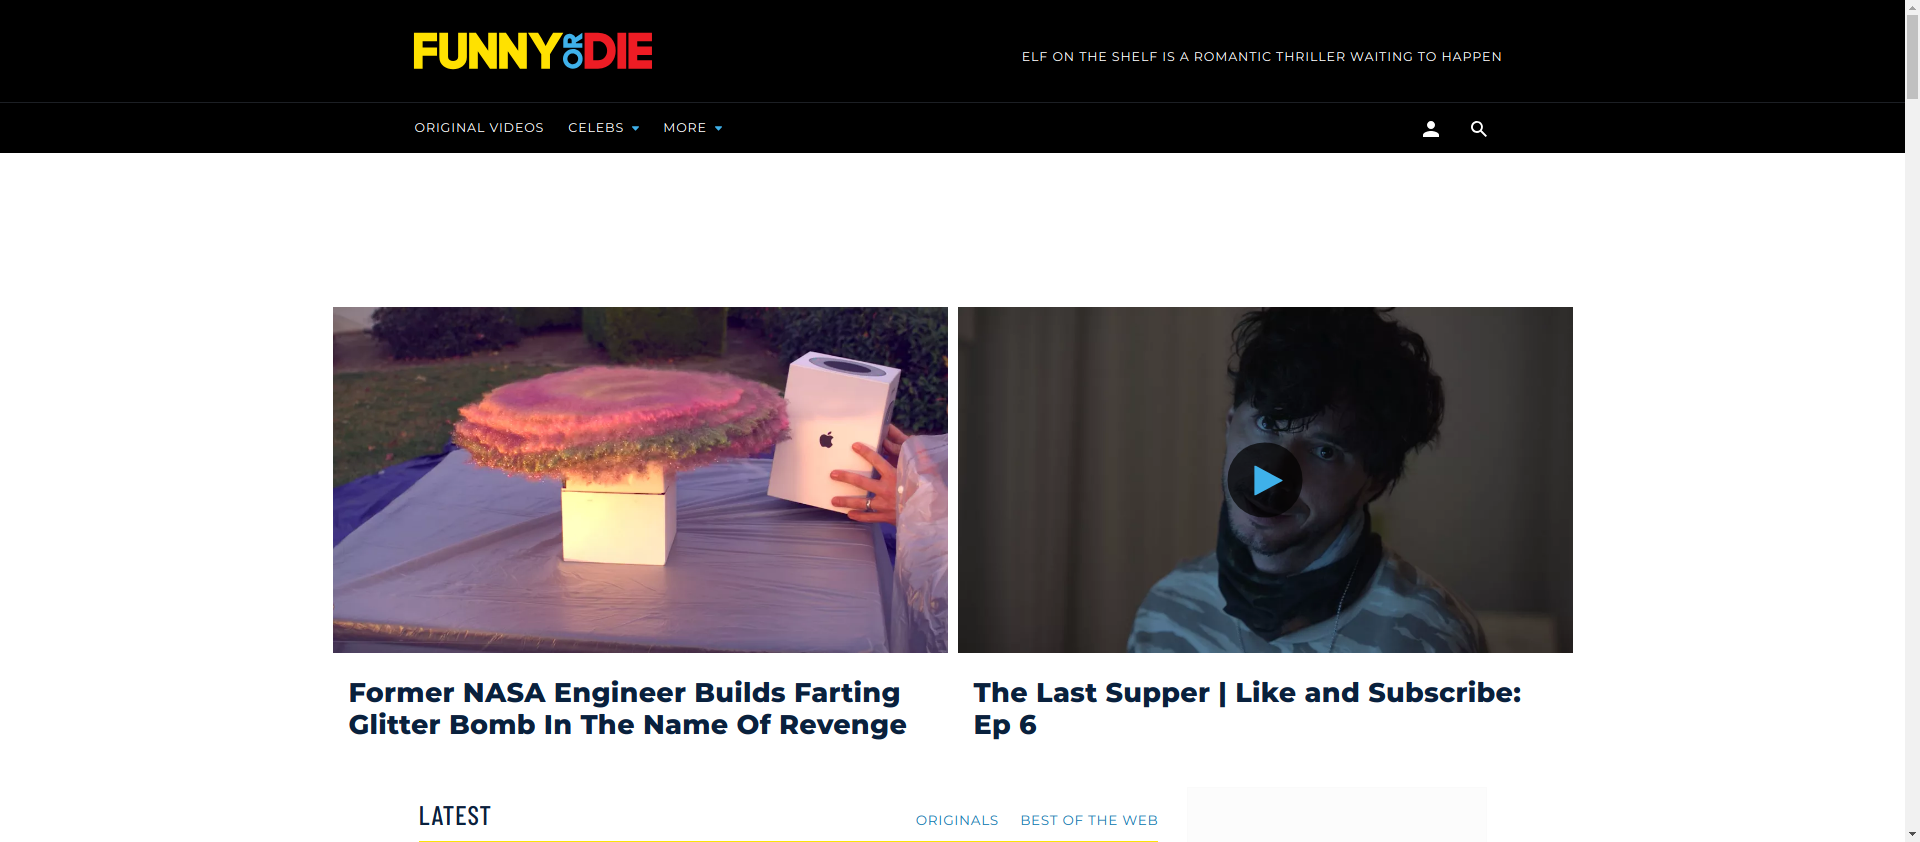 FUNNY OR DIE
ELF ON THE SHELF IS A ROMANTIC THRILLER WAITING TO HAPPEN
ORIGINAL VIDEOS CELEBS MORE
Former NASA Engineer Builds Farting
Glitter Bomb In The Name Of Revenge
The Last Supper | Like and Subscribe:
Ep 6
LATEST
ORIGINALS BEST OF THE WEB